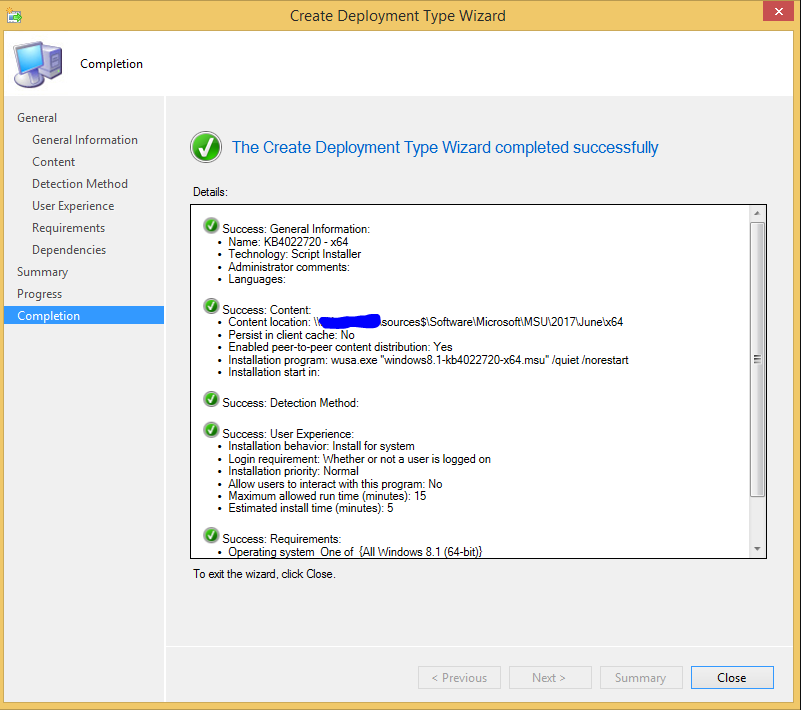 Create Deployment Type Wizard
Completion
General
General Information
Content
Detection Method
User Experience
Requirements
Dependencies
Summary
Progress
Completion
The Create Deployment Type Wizard completed successfully
Details:
Success: General Information:
• Name: KB4022720 - x64
• Technology: Script Installer
• Administrator comments:
• Languages:
Success: Content:
• Content location: \\ \sources$\Software\Microsoft\MSU\2017\June\x64
• Persist in client cache: No
• Enabled peer-to-peer content distribution: Yes
• Installation program: wusa.exe "windows8.1-kb4022720-x64.msu" /quiet /norestart
• Installation start in:
Success: Detection Method:
Success: User Experience:
• Installation behavior: Install for system
• Login requirement: Whether or not a user is logged on
• Installation priority: Normal
• Allow users to interact with this program: No
• Maximum allowed run time (minutes): 15
• Estimated install time (minutes): 5
Success: Requirements:
• Operating system One of {All Windows 8.1 (64-bit)}
To exit the wizard, click Close.
< Previous
Next >
Summary
Close